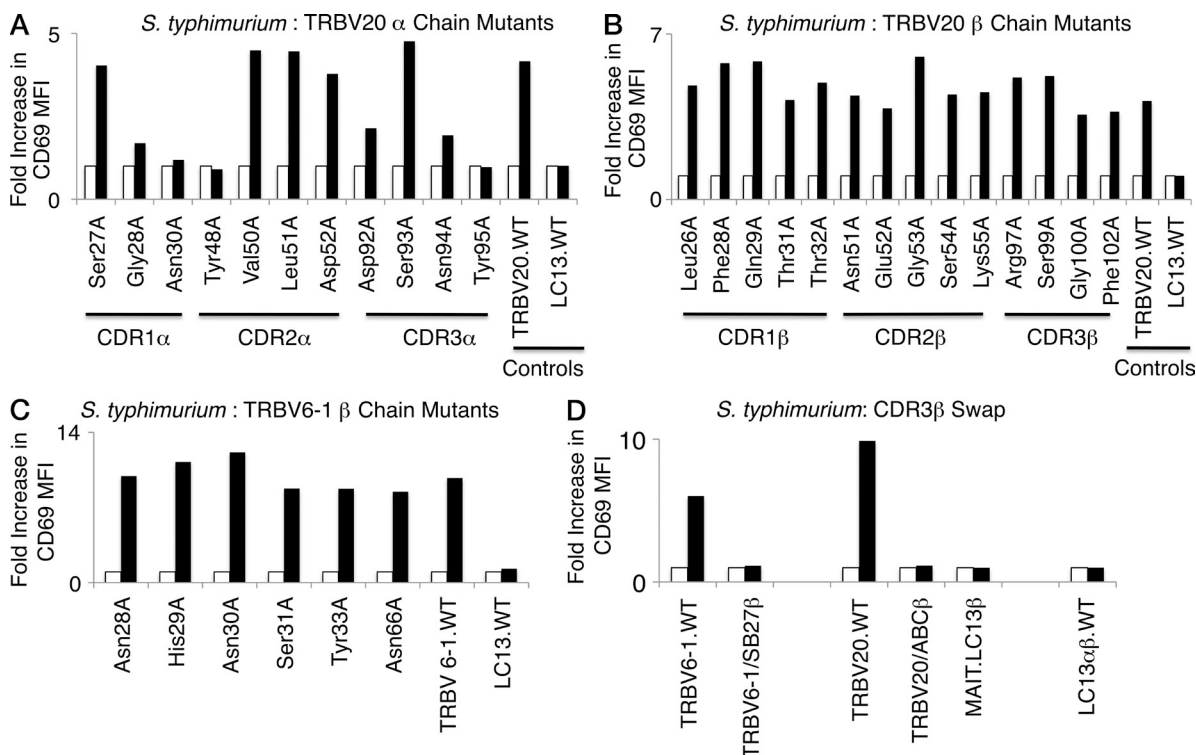 A
S. typhimurium : TRBV20 α Chain Mutants
Fold Increase in
CD69 MFI
5
0
Ser27A
Gly28A
Asn30A
Tyr48A
Val50A
Leu51A
Asp52A
Asp92A
Ser93A
Asn94A
Tyr95A
TRBV20.WT
LC13.WT
CDR1α
CDR2α
CDR3α
Controls
B
S. typhimurium : TRBV20 β Chain Mutants
Fold Increase in
CD69 MFI
7
0
Leu26A
Phe28A
Gln29A
Thr31A
Thr32A
Asn51A
Glu52A
Gly53A
Ser54A
Lys55A
Arg97A
Ser99A
Gly100A
Phe102A
TRBV20.WT
LC13.WT
CDR1β
CDR2β
CDR3β
Controls
C
S. typhimurium : TRBV6-1 β Chain Mutants
Fold Increase in
CD69 MFI
14
0
Asn28A
His29A
Asn30A
Ser31A
Tyr33A
Asn66A
TRBV 6-1.WT
LC13.WT
D
S. typhimurium: CDR3β Swap
Fold Increase in
CD69 MFI
10
0
TRBV6-1.WT
TRBV6-1/SB27β
TRBV20.WT
TRBV20/ABCβ
MAIT.LC13β
LC13αβ.WT